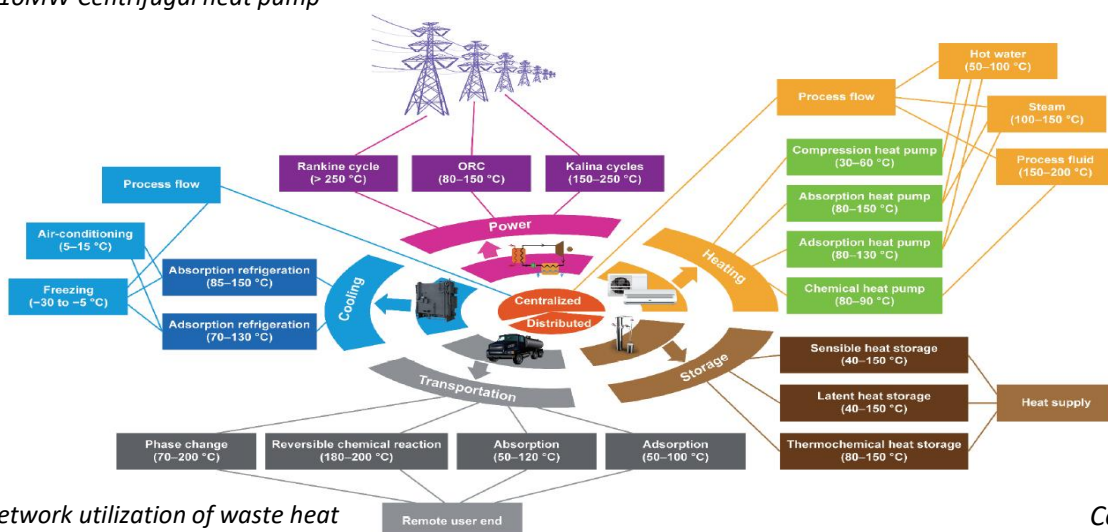 10MW Centrifugal heat pump
Hot water
(50–100 °C)
Process flow
Steam
(100–150 °C)
Process fluid
(150–200 °C)
Compression heat pump
(30–60 °C)
Absorption heat pump
(80–150 °C)
Adsorption heat pump
(80–130 °C)
Chemical heat pump
(80–90 °C)
Heating
Rankine cycle
(> 250 °C)
ORC
(80–150 °C)
Kalina cycles
(150–250 °C)
Power
Process flow
Air-conditioning
(5–15 °C)
Freezing
(−30 to −5 °C)
Absorption refrigeration
(85–150 °C)
Adsorption refrigeration
(70–130 °C)
Cooling
Centralized
Distributed
Transportation
Storage
Sensible heat storage
(40–150 °C)
Latent heat storage
(40–150 °C)
Thermochemical heat storage
(80–150 °C)
Heat supply
Phase change
(70–200 °C)
Reversible chemical reaction
(180–200 °C)
Absorption
(50–120 °C)
Adsorption
(50–100 °C)
Remote user end
etwork utilization of waste heat